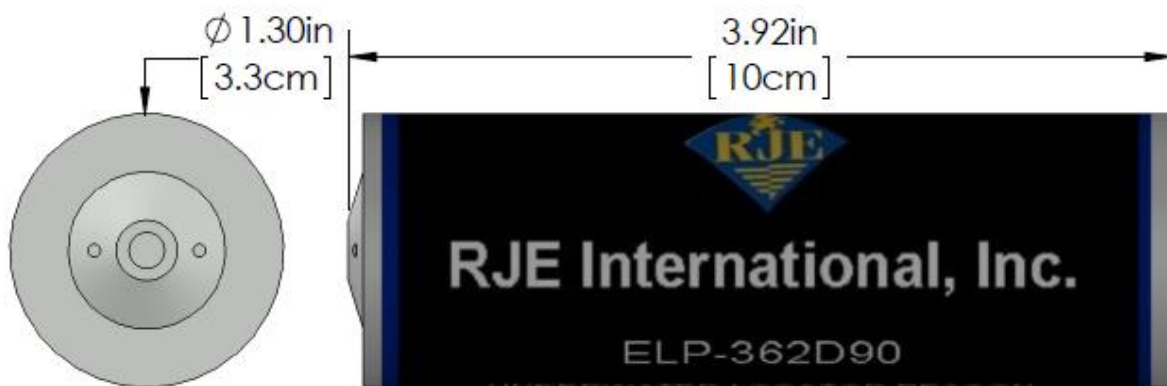 Ø 1.30in
[3.3cm]
3.92in
[10cm]
RJE
RJE International, Inc.
ELP-362D90